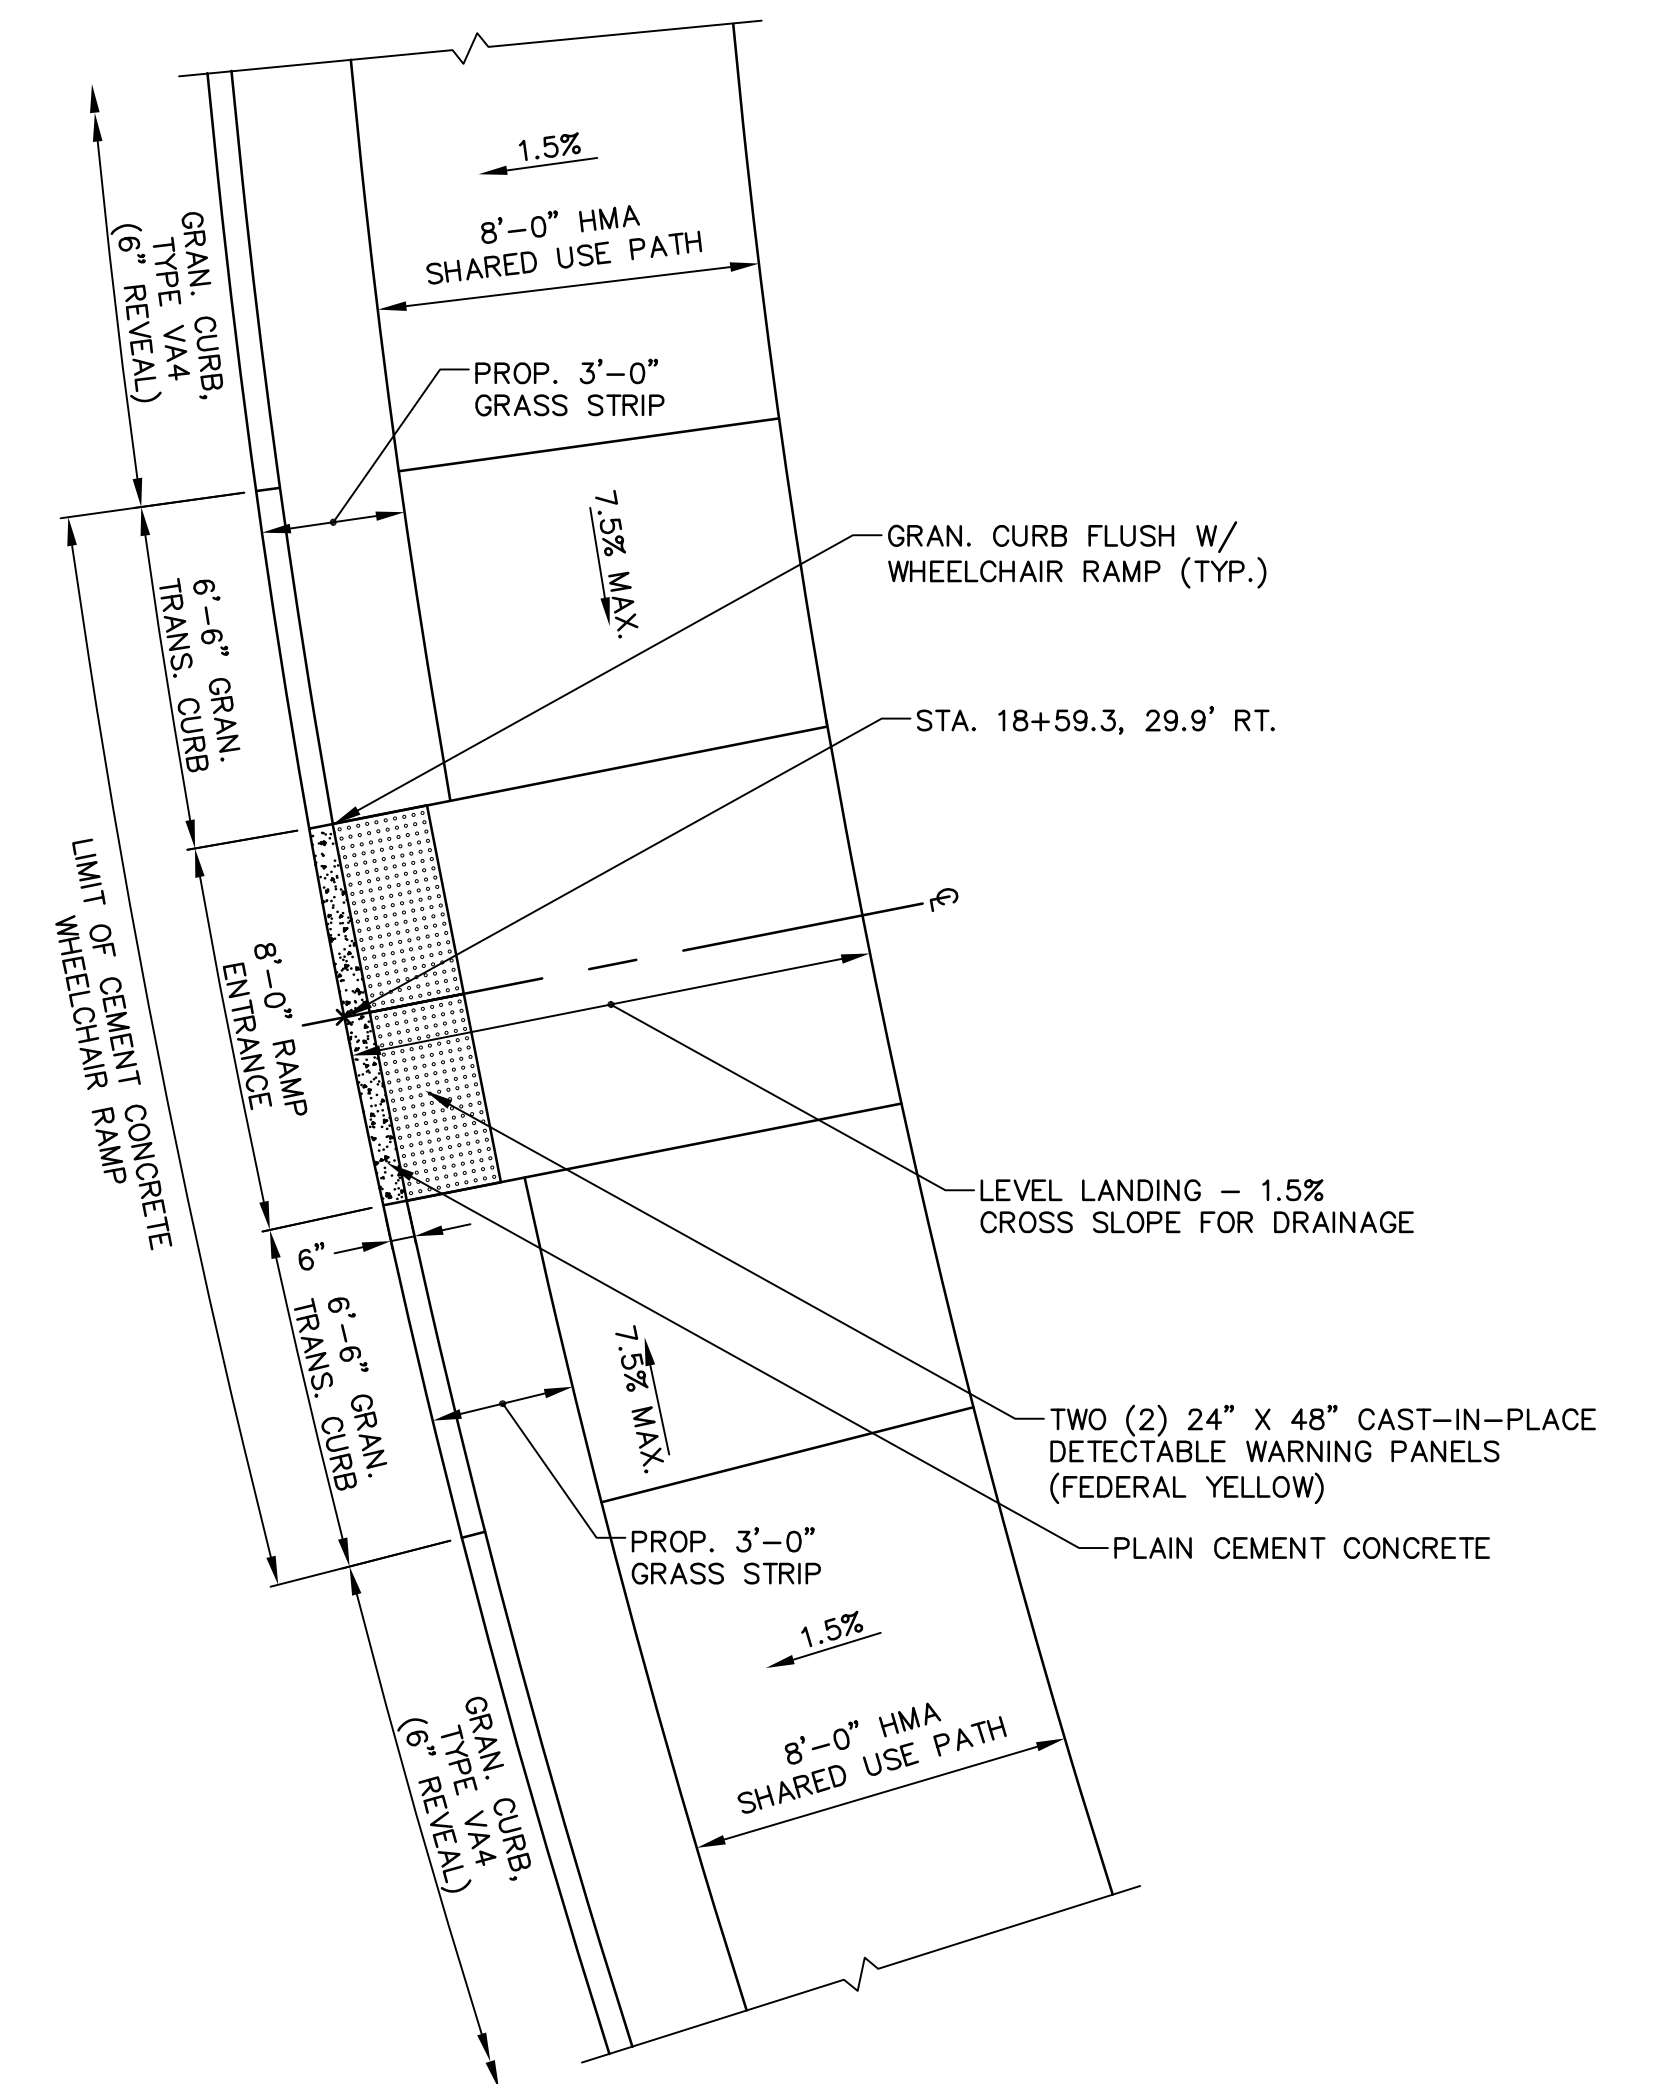 1.5%
8'-0" HMA
SHARED USE PATH
GRAN. CURB,
TYPE VA4
(6" REVEAL)
PROP. 3'-0"
GRASS STRIP
7.5% MAX.
GRAN. CURB FLUSH W/
WHEELCHAIR RAMP (TYP.)
6'-6" GRAN.
TRANS. CURB
STA. 18+59.3, 29.9' RT.
LIMIT OF CEMENT CONCRETE
WHEELCHAIR RAMP
8'-0" RAMP
ENTRANCE
CL
LEVEL LANDING – 1.5%
CROSS SLOPE FOR DRAINAGE
6"
6'-6" GRAN.
TRANS. CURB
7.5% MAX.
TWO (2) 24" X 48" CAST-IN-PLACE
DETECTABLE WARNING PANELS
(FEDERAL YELLOW)
PROP. 3'-0"
GRASS STRIP
PLAIN CEMENT CONCRETE
1.5%
8'-0" HMA
SHARED USE PATH
GRAN. CURB,
TYPE VA4
(6" REVEAL)